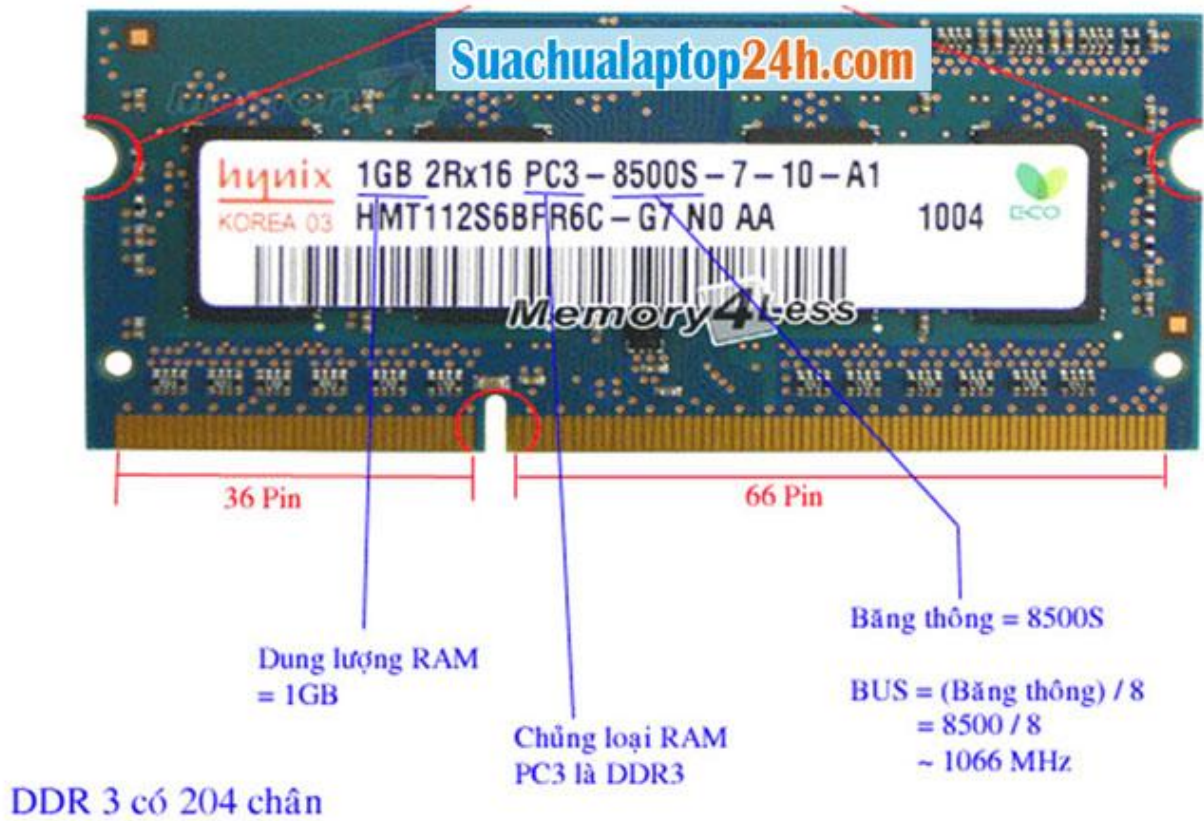 Suachualaptop24h.com
Memory4Less
hynix 1GB 2Rx16 PC3-8500S-7-10-A1
KOREA 03 HMT112S6BFR6C-G7 N0 AA 1004 ECO
Memory4Less
36 Pin 66 Pin
Băng thông = 8500S
Dung lượng RAM
= 1GB
BUS = (Băng thông) / 8
= 8500 / 8
~ 1066 MHz
Chủng loại RAM
PC3 là DDR3
DDR 3 có 204 chân